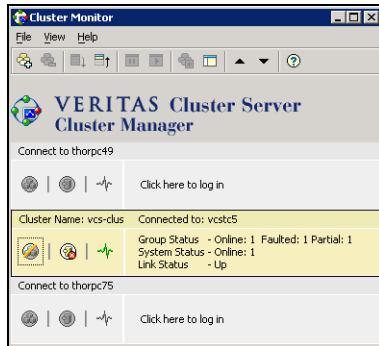 Cluster Monitor
File View Help
VERITAS Cluster Server
Cluster Manager
Connect to thorpc49
Click here to log in
Cluster Name: vcs-clus Connected to: vcstc5
Group Status - Online: 1 Faulted: 1 Partial: 1
System Status - Online: 1
Link Status - Up
Connect to thorpc75
Click here to log in